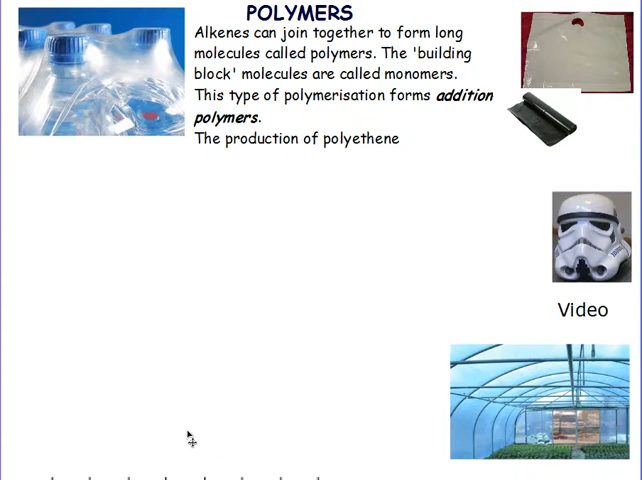 POLYMERS
Alkenes can join together to form long
molecules called polymers. The 'building
block' molecules are called monomers.
This type of polymerisation forms addition
polymers.
The production of polyethene
Video